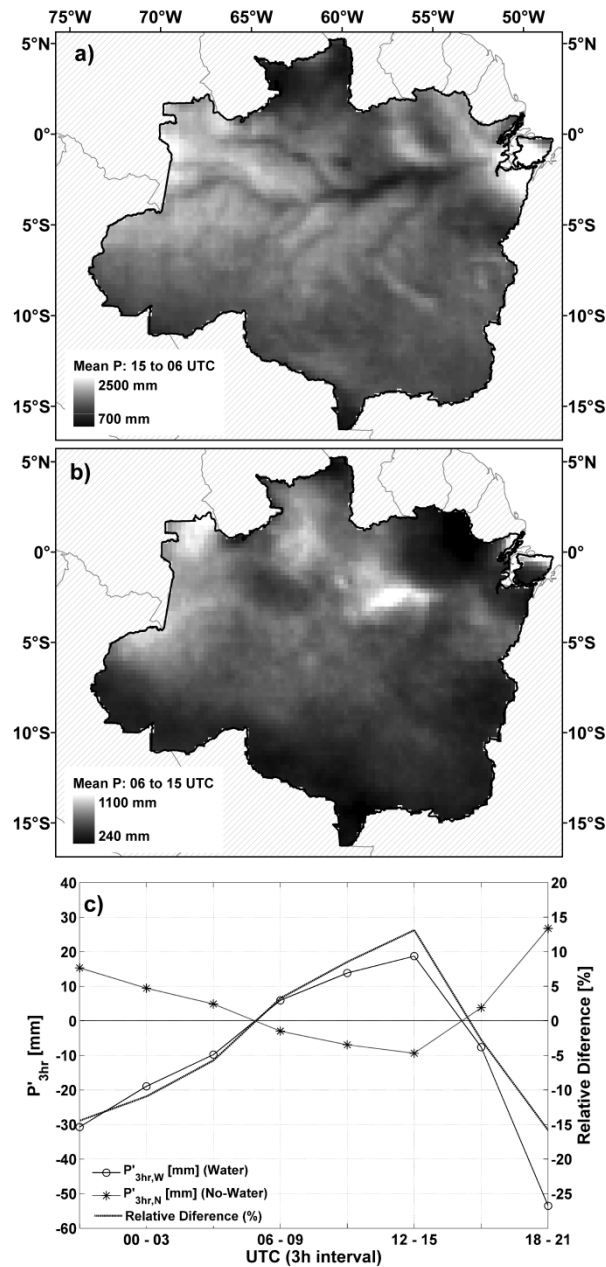 75°W 70°W 65°W 60°W 55°W 50°W
a)
5°N 5°N
0° 0°
5°S 5°S
10°S 10°S
15°S 15°S
Mean P: 15 to 06 UTC
2500 mm
700 mm
b)
5°N 5°N
0° 0°
5°S 5°S
10°S 10°S
15°S 15°S
Mean P: 06 to 15 UTC
1100 mm
240 mm
c)
40 20
30 15
20 10
10 5
0 0
-10 -5
-20 -10
-30 -15
-40 -20
-50 -25
-60
P'3hr [mm]
Relative Diference [%]
P'3hr,W [mm] (Water)
P'3hr,N [mm] (No-Water)
Relative Diference (%)
00 - 03 06 - 09 12 - 15 18 - 21
UTC (3h interval)